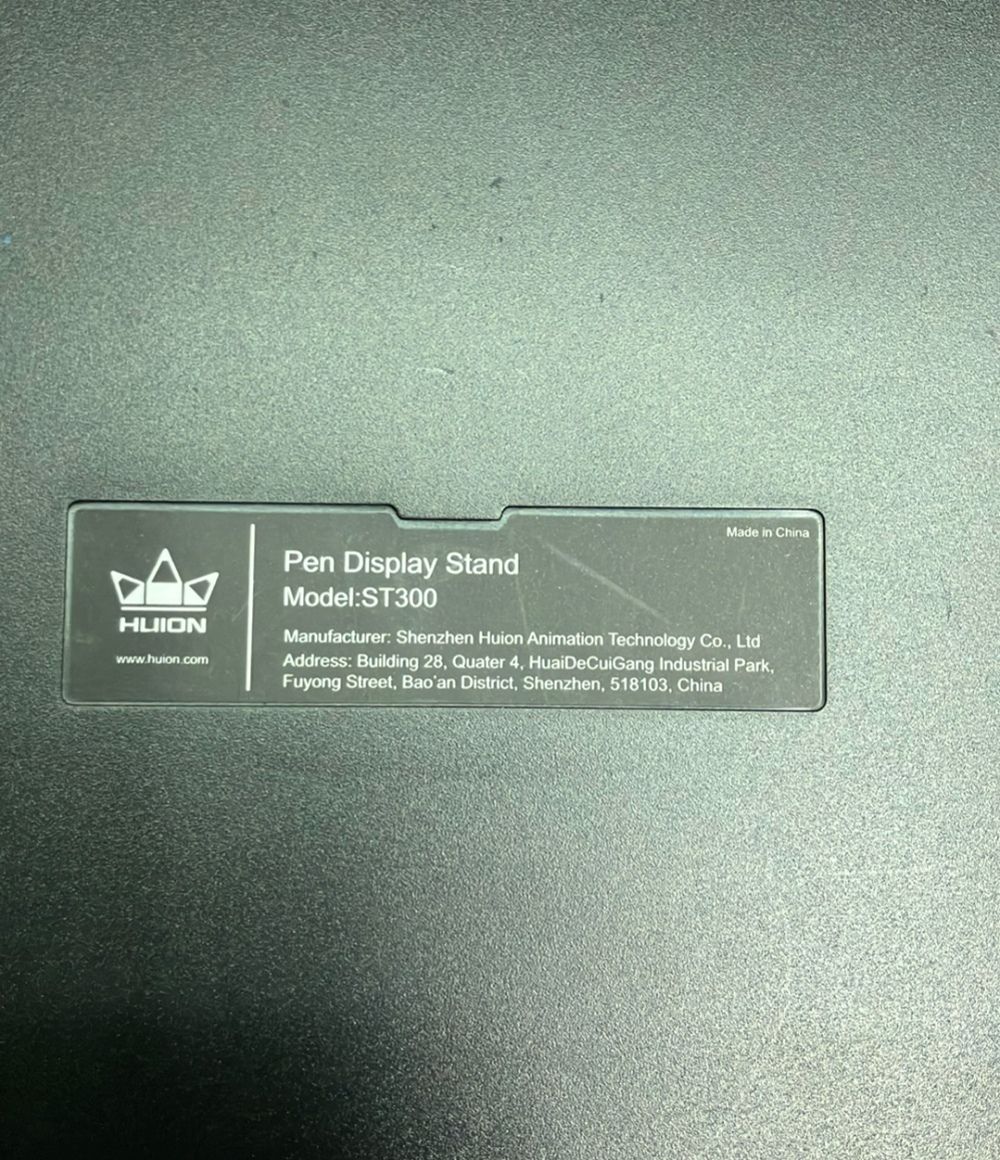 HUION
www.huion.com
Made in China
Pen Display Stand
Model:ST300
Manufacturer: Shenzhen Huion Animation Technology Co., Ltd
Address: Building 28, Quater 4, HuaiDeCuiGang Industrial Park,
Fuyong Street, Bao'an District, Shenzhen, 518103, China